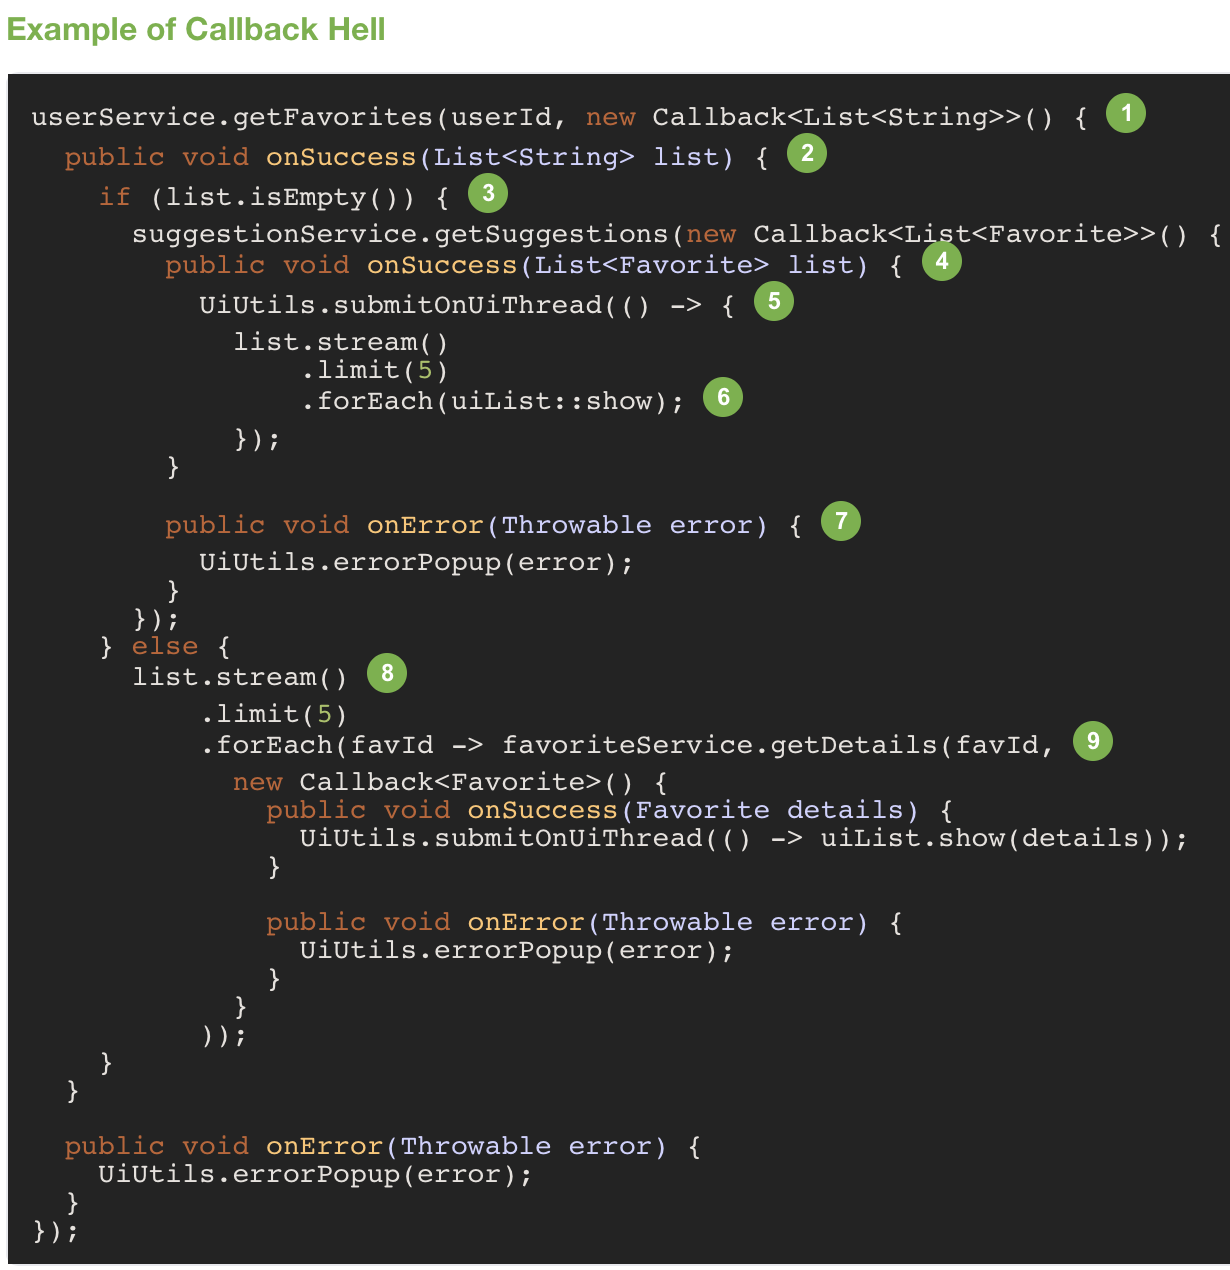 Example of Callback Hell
userService.getFavorites(userId, new Callback<List<String>>() { 1
  public void onSuccess(List<String> list) { 2
    if (list.isEmpty()) { 3
      suggestionService.getSuggestions(new Callback<List<Favorite>>() {
        public void onSuccess(List<Favorite> list) { 4
          UiUtils.submitOnUiThread(() -> { 5
            list.stream()
                .limit(5)
                .forEach(uiList::show); 6
            });
        }

        public void onError(Throwable error) { 7
          UiUtils.errorPopup(error);
        }
      });
    } else {
      list.stream() 8
          .limit(5)
          .forEach(favId -> favoriteService.getDetails(favId, 9
            new Callback<Favorite>() {
              public void onSuccess(Favorite details) {
                UiUtils.submitOnUiThread(() -> uiList.show(details));
              }

              public void onError(Throwable error) {
                UiUtils.errorPopup(error);
              }
            }
          ));
    }
  }

  public void onError(Throwable error) {
    UiUtils.errorPopup(error);
  }
});